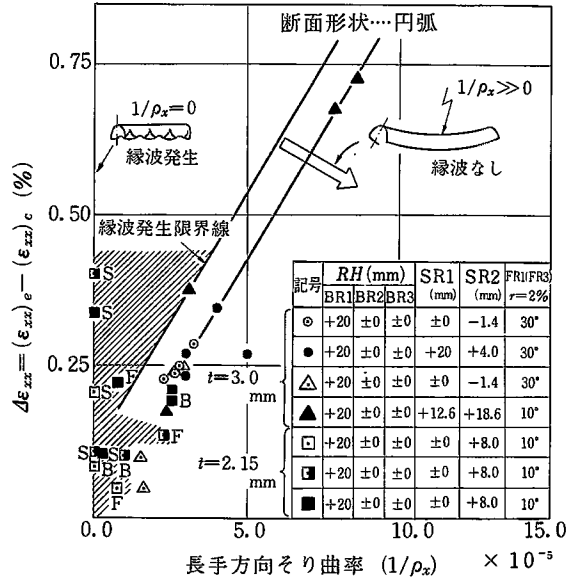 断面形状‥‥円弧
0.75
1/ρx=0
縁波発生
1/ρx≫0
縁波なし
Δεxx=(εxx)e−(εxx)c (%)
0.50
縁波発生限界線
S
S
F
S
0.25
t=3.0
mm
B
F
S
S
B
B
F
t=2.15
mm
0.0
0.0
5.0
10.0
15.0
× 10⁻⁵
長手方向そり曲率 (1/ρx)
記号 RH(mm) SR1 (mm) SR2 (mm) FR1(FR3) r=2%
BR1 BR2 BR3
⊙ +20 ±0 ±0 ±0 −1.4 30°
● +20 ±0 ±0 +20 +4.0 30°
△ +20 ±0 ±0 ±0 −1.4 30°
▲ +20 ±0 ±0 +12.6 +18.6 10°
⊡ +20 ±0 ±0 ±0 +8.0 10°
◧ +20 ±0 ±0 ±0 +8.0 10°
■ +20 ±0 ±0 ±0 +8.0 10°